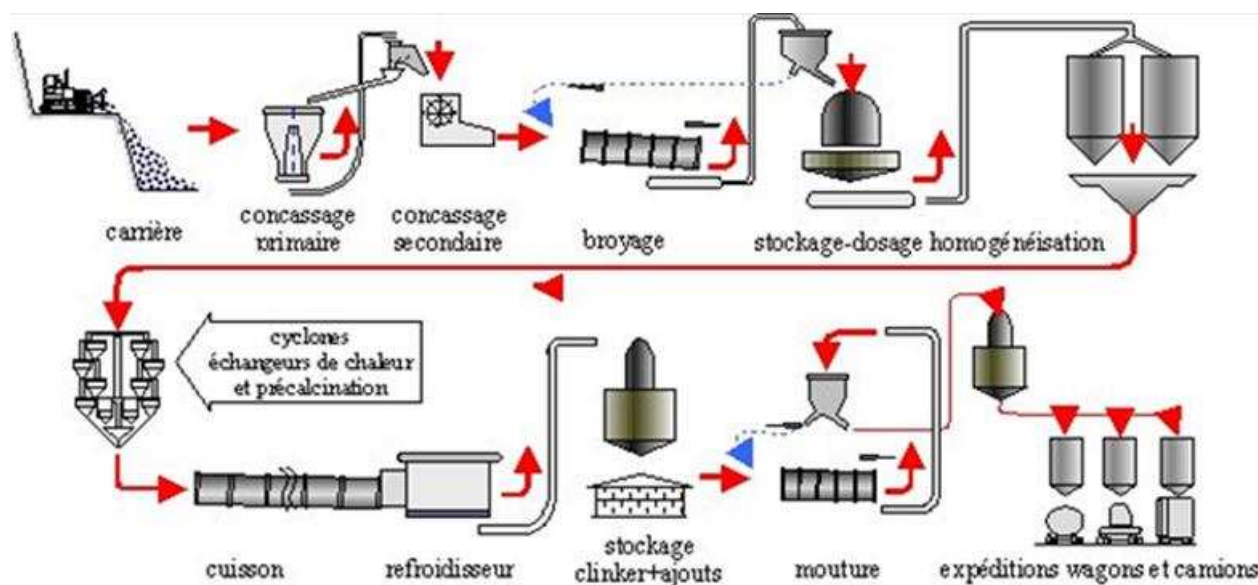 carrière
concassage
primaire
concassage
secondaire
broyage
stockage-dosage homogénéisation
cyclones
échangeurs de chaleur
et précalcination
cuisson
refroidisseur
stockage
clinker+ajouts
mouture
expéditions wagons et camions